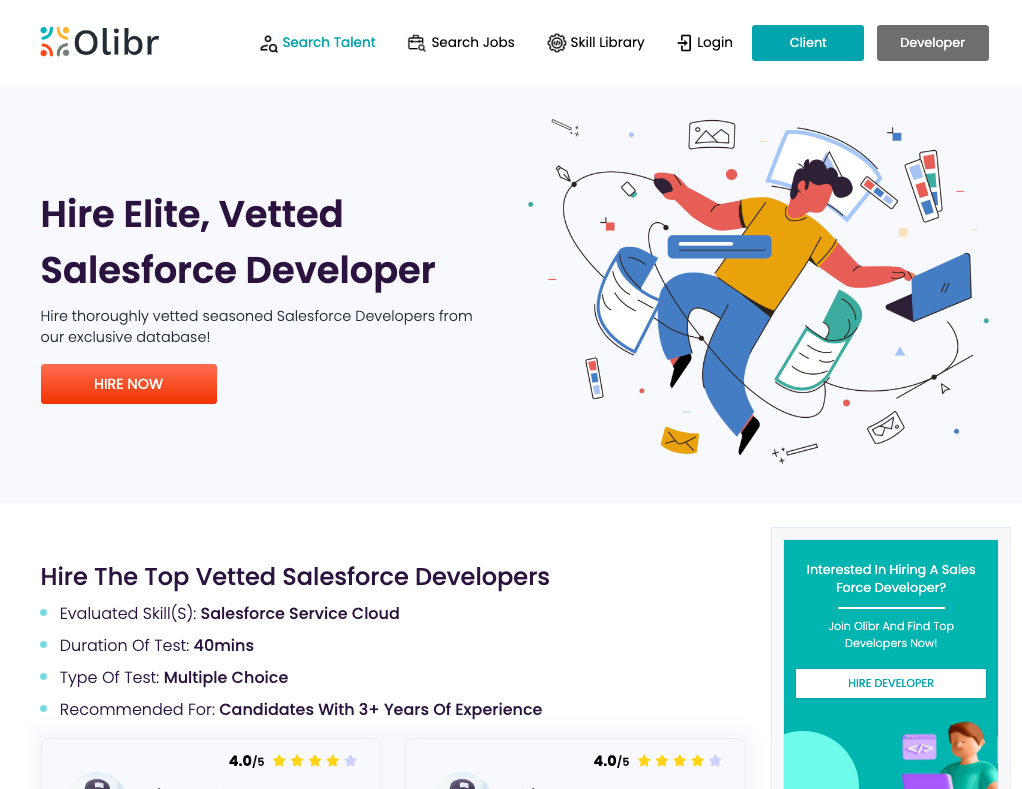 Olibr
Search Talent
Search Jobs
Skill Library
Login
Client
Developer
Hire Elite, Vetted
Salesforce Developer
Hire thoroughly vetted seasoned Salesforce Developers from
our exclusive database!
HIRE NOW
Hire The Top Vetted Salesforce Developers
Evaluated Skill(S): Salesforce Service Cloud
Duration Of Test: 40mins
Type Of Test: Multiple Choice
Recommended For: Candidates With 3+ Years Of Experience
4.0/5
4.0/5
Interested In Hiring A Sales
Force Developer?
Join Olibr And Find Top
Developers Now!
HIRE DEVELOPER